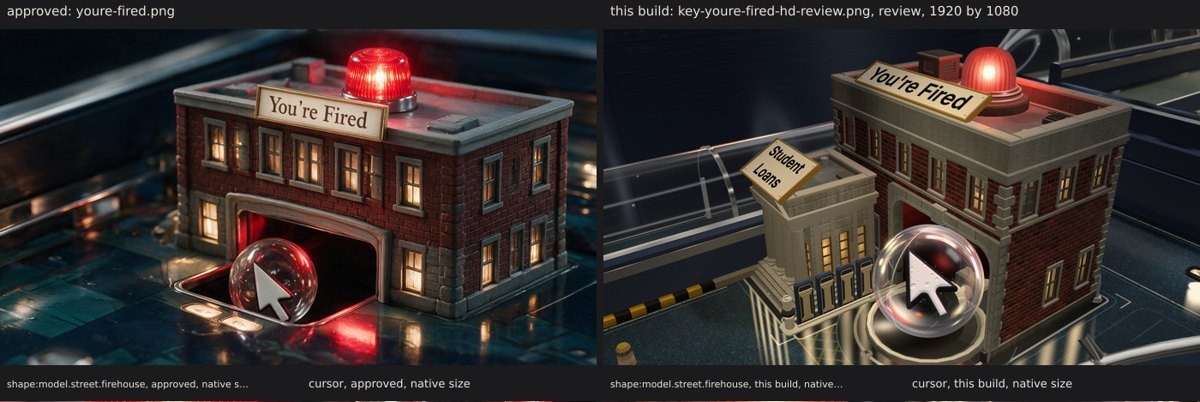 approved: youre-fired.png
this build: key-youre-fired-hd-review.png, review, 1920 by 1080
You're Fired
You're Fired
Student
Loans
shape:model.street.firehouse, approved, native s...
cursor, approved, native size
shape:model.street.firehouse, this build, native...
cursor, this build, native size